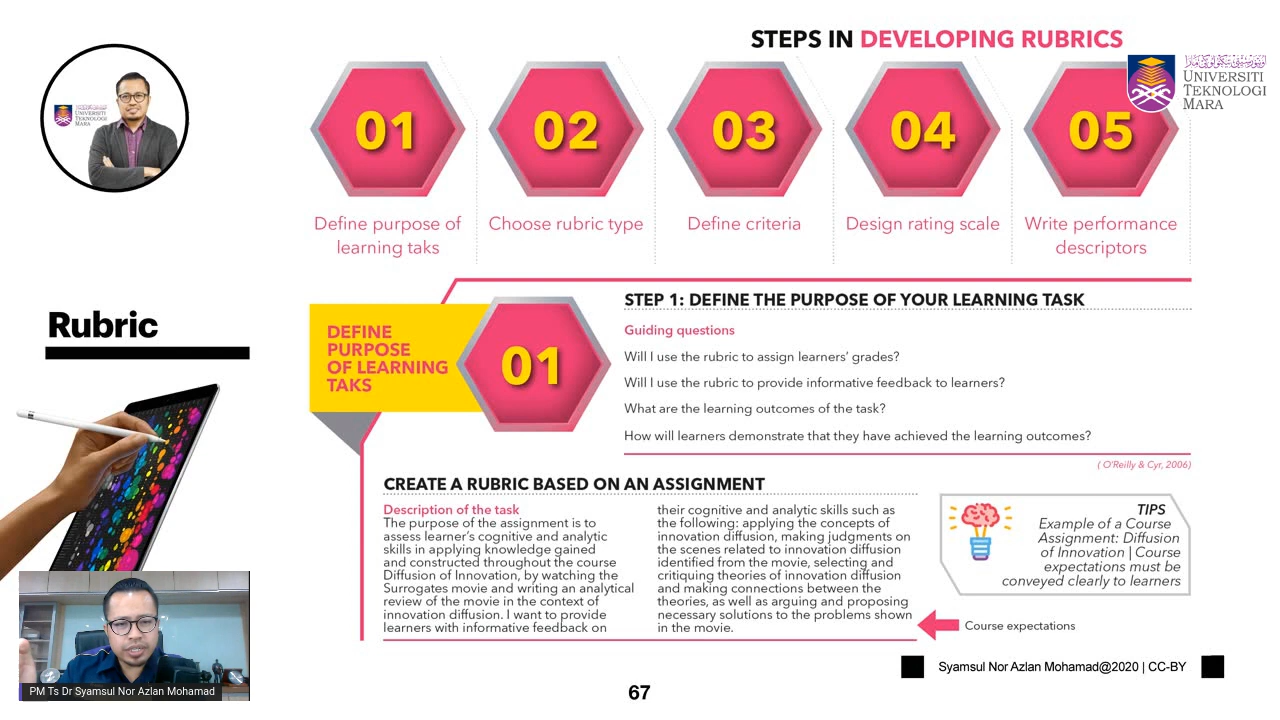 STEPS IN DEVELOPING RUBRICS
UNIVERSITI
TEKNOLOGI
MARA
UNIVERSITI
TEKNOLOGI
MARA
01
02
03
04
05
Define purpose of
learning taks
Choose rubric type
Define criteria
Design rating scale
Write performance
descriptors
Rubric
DEFINE
PURPOSE
OF LEARNING
TAKS
01
STEP 1: DEFINE THE PURPOSE OF YOUR LEARNING TASK
Guiding questions
Will I use the rubric to assign learners' grades?
Will I use the rubric to provide informative feedback to learners?
What are the learning outcomes of the task?
How will learners demonstrate that they have achieved the learning outcomes?
( O'Reilly & Cyr, 2006)
CREATE A RUBRIC BASED ON AN ASSIGNMENT
Description of the task
The purpose of the assignment is to
assess learner's cognitive and analytic
skills in applying knowledge gained
and constructed throughout the course
Diffusion of Innovation, by watching the
Surrogates movie and writing an analytical
review of the movie in the context of
innovation diffusion. I want to provide
learners with informative feedback on
their cognitive and analytic skills such as
the following: applying the concepts of
innovation diffusion, making judgments on
the scenes related to innovation diffusion
identified from the movie, selecting and
critiquing theories of innovation diffusion
and making connections between the
theories, as well as arguing and proposing
necessary solutions to the problems shown
in the movie.
TIPS
Example of a Course
Assignment: Diffusion
of Innovation | Course
expectations must be
conveyed clearly to learners
Course expectations
Syamsul Nor Azlan Mohamad@2020 | CC-BY
PM Ts Dr Syamsul Nor Azlan Mohamad
67